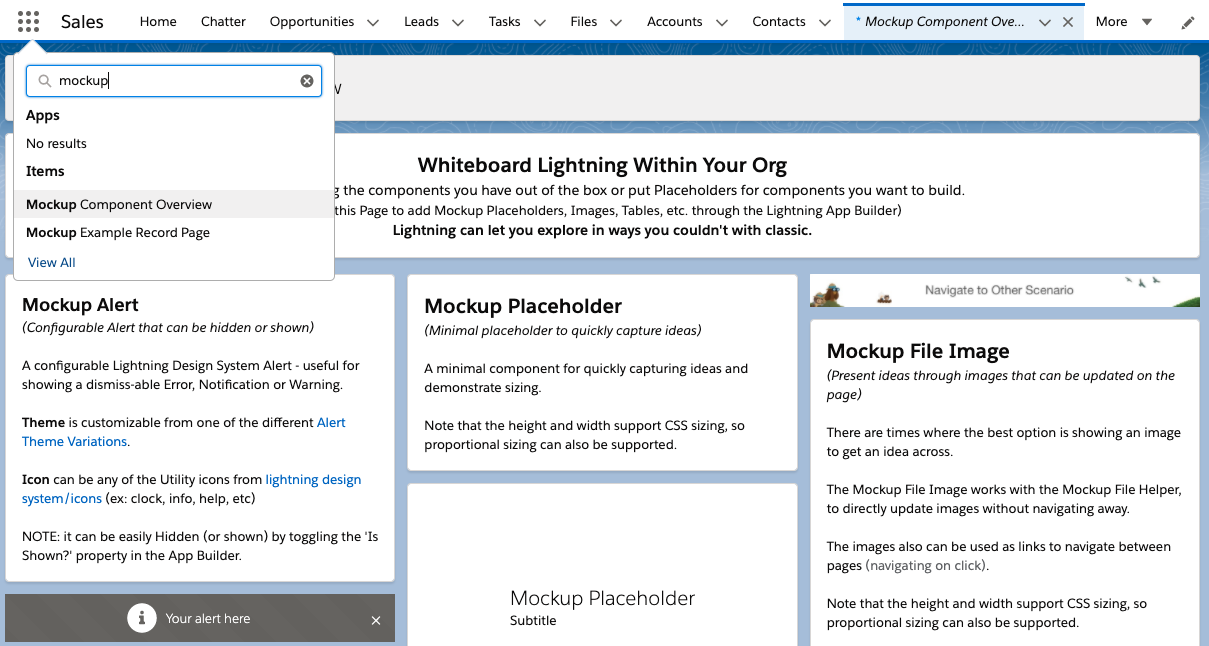 Sales Home Chatter Opportunities Leads Tasks Files Accounts Contacts * Mockup Component Ove... More
mockup
Apps
No results
Items
Mockup Component Overview
Mockup Example Record Page
View All
Whiteboard Lightning Within Your Org
the components you have out of the box or put Placeholders for components you want to build.
this Page to add Mockup Placeholders, Images, Tables, etc. through the Lightning App Builder)
Lightning can let you explore in ways you couldn't with classic.
Mockup Alert
(Configurable Alert that can be hidden or shown)
A configurable Lightning Design System Alert - useful for
showing a dismiss-able Error, Notification or Warning.
Theme is customizable from one of the different Alert
Theme Variations.
Icon can be any of the Utility icons from lightning design
system/icons (ex: clock, info, help, etc)
NOTE: it can be easily Hidden (or shown) by toggling the 'Is
Shown?' property in the App Builder.
Your alert here
Mockup Placeholder
(Minimal placeholder to quickly capture ideas)
A minimal component for quickly capturing ideas and
demonstrate sizing.
Note that the height and width support CSS sizing, so
proportional sizing can also be supported.
Mockup Placeholder
Subtitle
Navigate to Other Scenario
Mockup File Image
(Present ideas through images that can be updated on the
page)
There are times where the best option is showing an image
to get an idea across.
The Mockup File Image works with the Mockup File Helper,
to directly update images without navigating away.
The images also can be used as links to navigate between
pages (navigating on click).
Note that the height and width support CSS sizing, so
proportional sizing can also be supported.